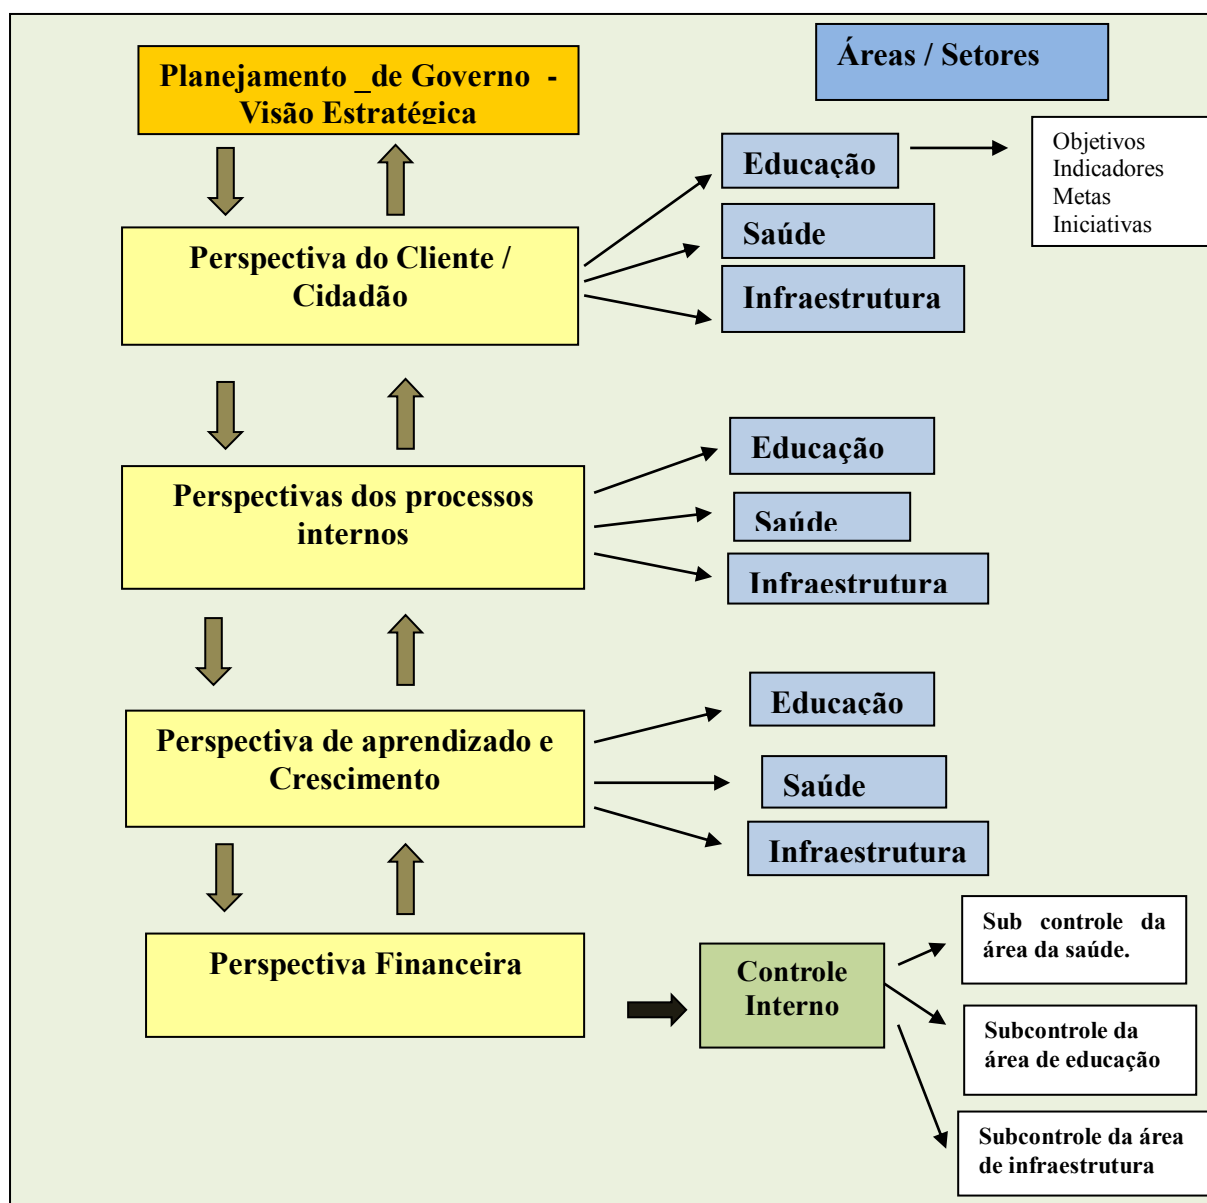 Planejamento _de Governo -
Visão Estratégica
Áreas / Setores
Educação
Objetivos
Indicadores
Metas
Iniciativas
Perspectiva do Cliente /
Cidadão
Saúde
Infraestrutura
Perspectivas dos processos
internos
Educação
Saúde
Infraestrutura
Perspectiva de aprendizado e
Crescimento
Educação
Saúde
Infraestrutura
Perspectiva Financeira
Controle
Interno
Sub controle da
área da saúde.
Subcontrole da
área de educação
Subcontrole da área
de infraestrutura